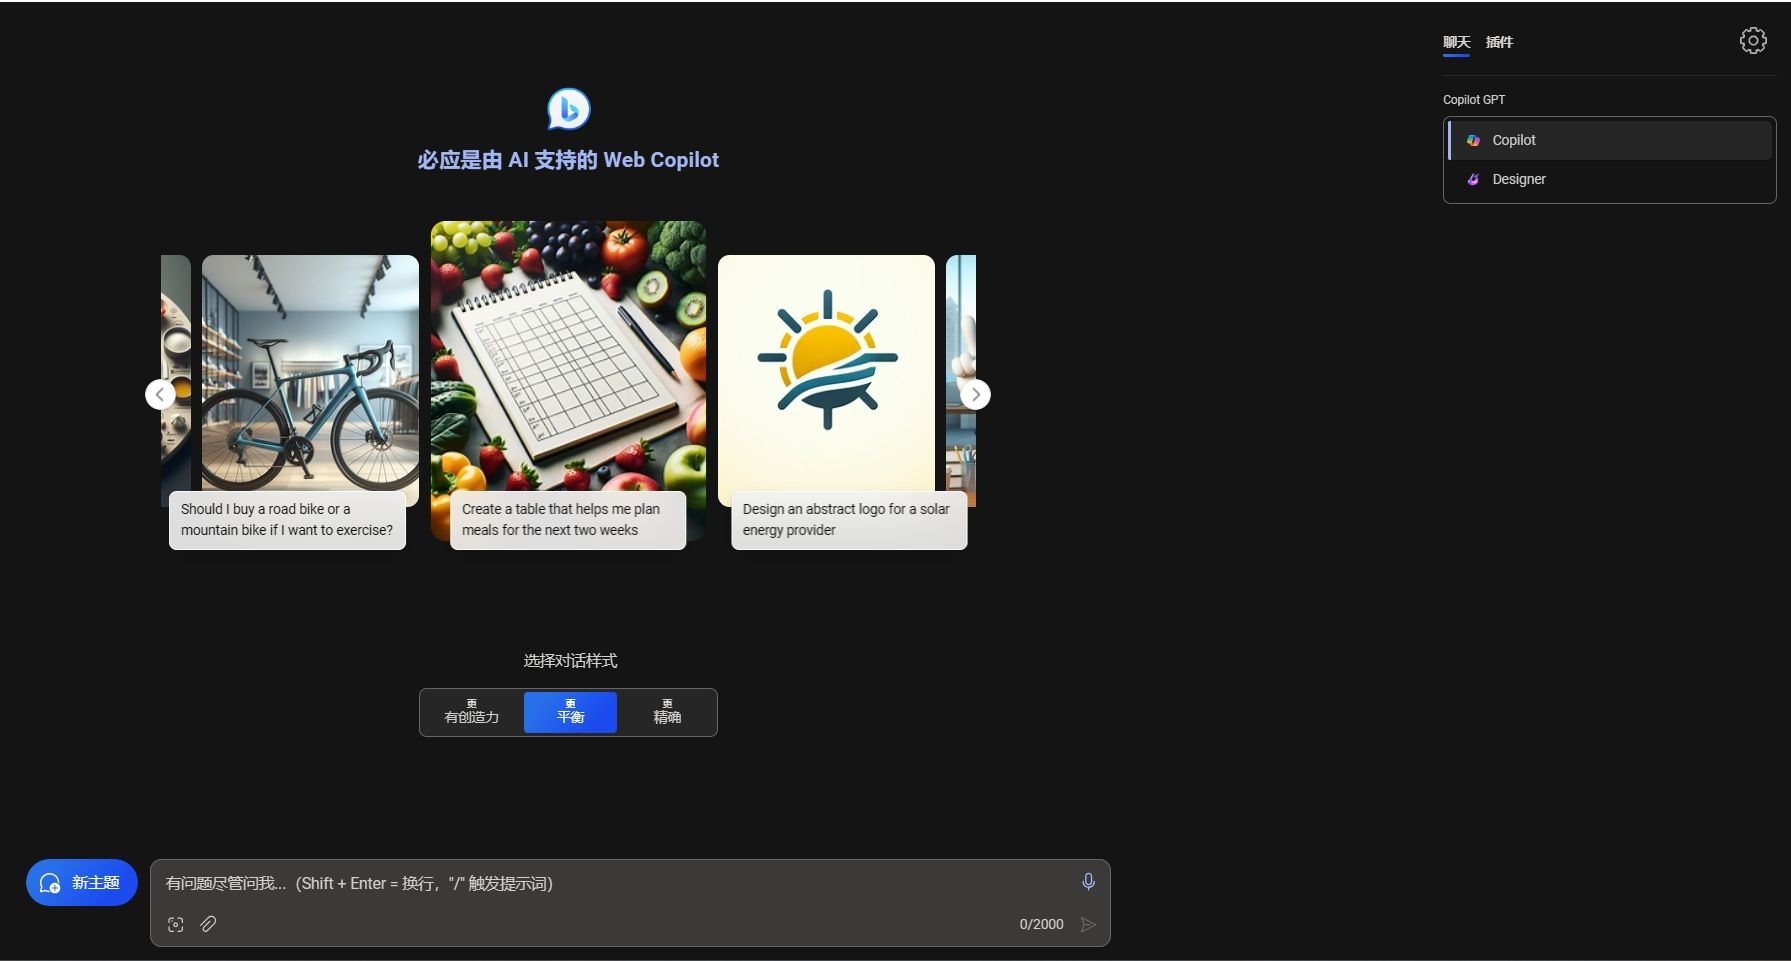 聊天 插件
Copilot GPT
Copilot
Designer
必应是由 AI 支持的 Web Copilot
Should I buy a road bike or a
mountain bike if I want to exercise?
Create a table that helps me plan
meals for the next two weeks
Design an abstract logo for a solar
energy provider
选择对话样式
更
有创造力
更
平衡
更
精确
新主题
有问题尽管问我... (Shift + Enter = 换行，"/" 触发提示词)
0/2000